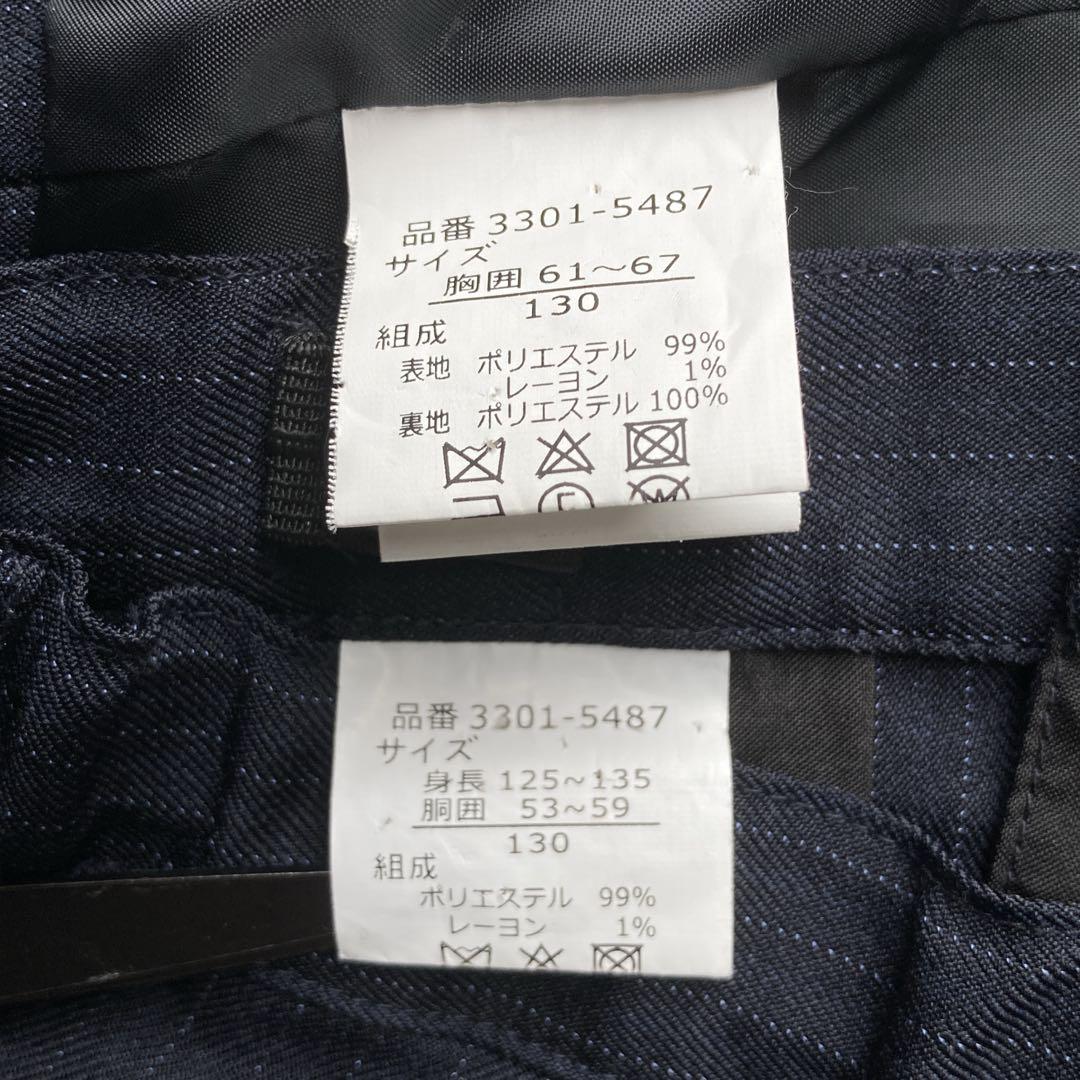 品番 3301-5487
サイズ
胸囲 61～67
130
組成
表地 ポリエステル 99%
レーヨン 1%
裏地 ポリエステル 100%
品番 3301-5487
サイズ
身長 125～135
胴囲 53～59
130
組成
ポリエステル 99%
レーヨン 1%